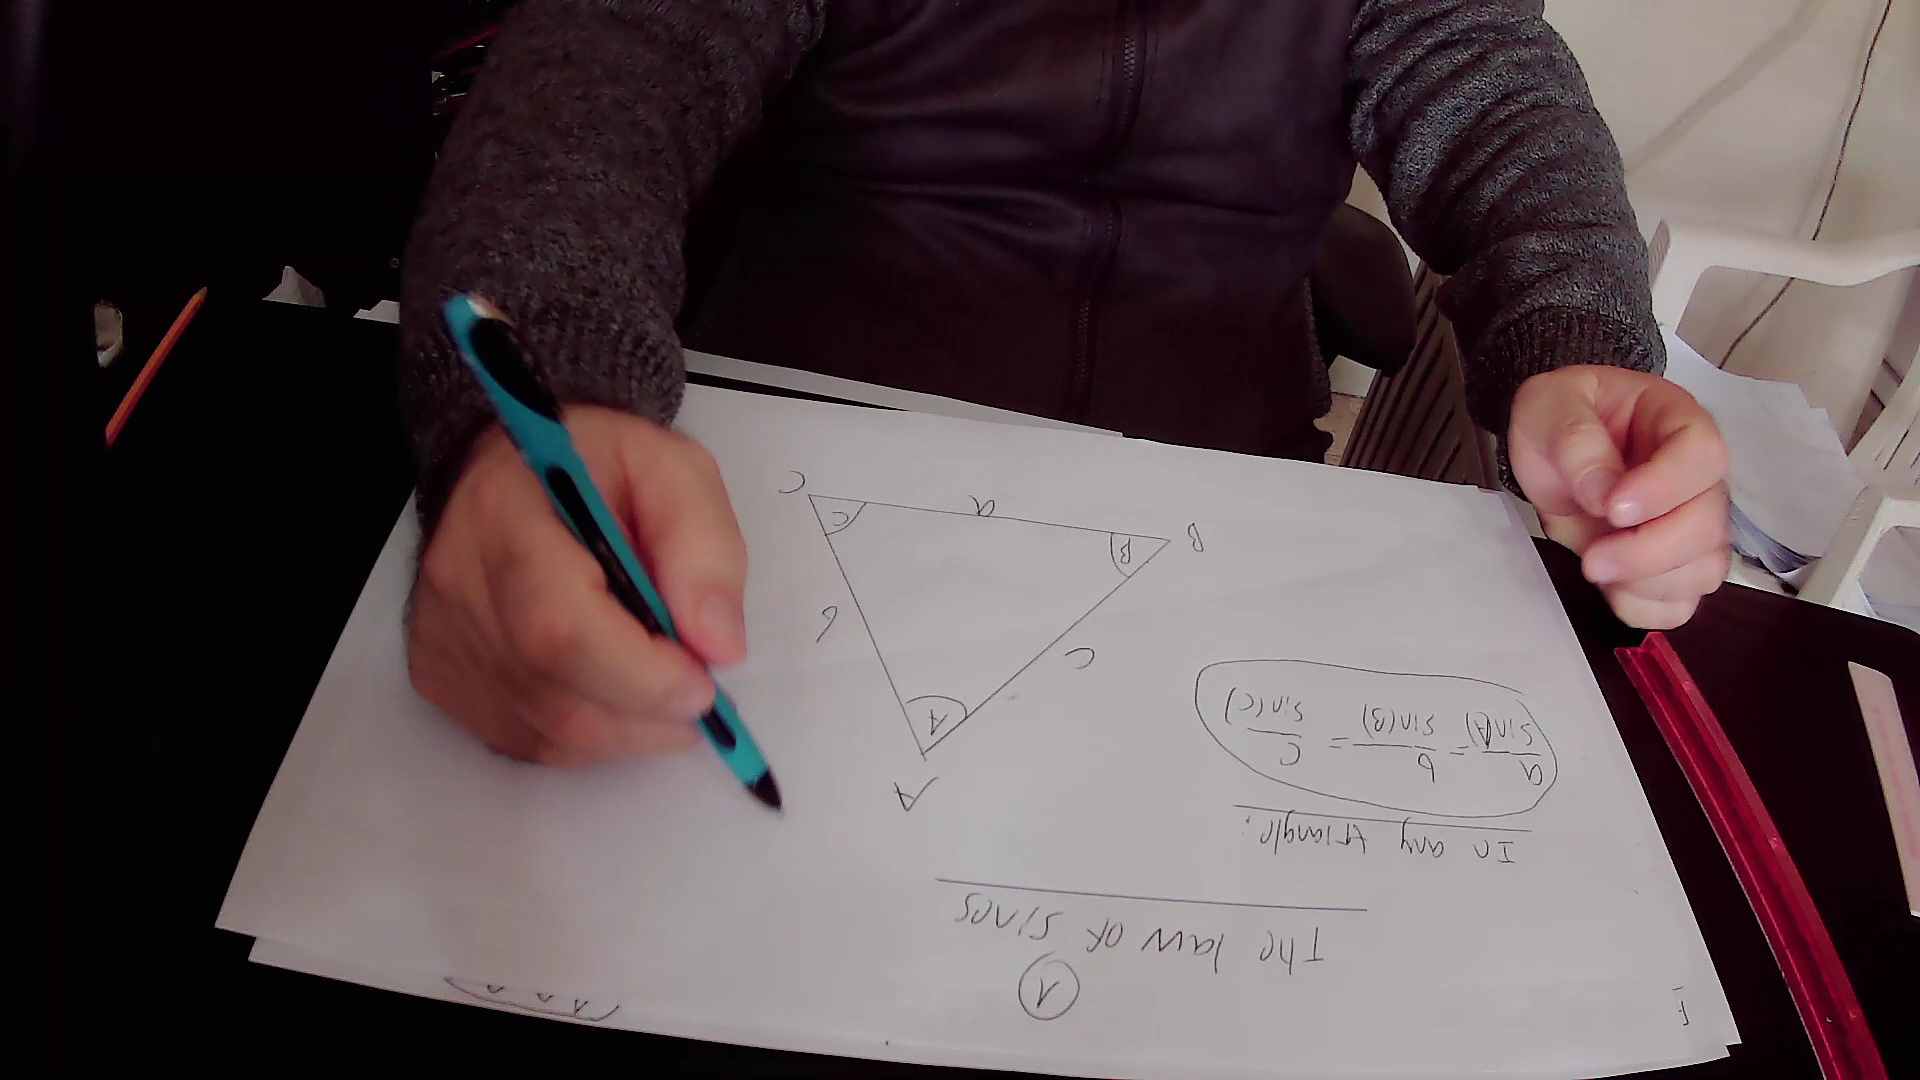 1
The law of sines
In any triangle:
a/sin(A) = b/sin(B) = c/sin(C)
A
A
b
c
C
B
C
a
B